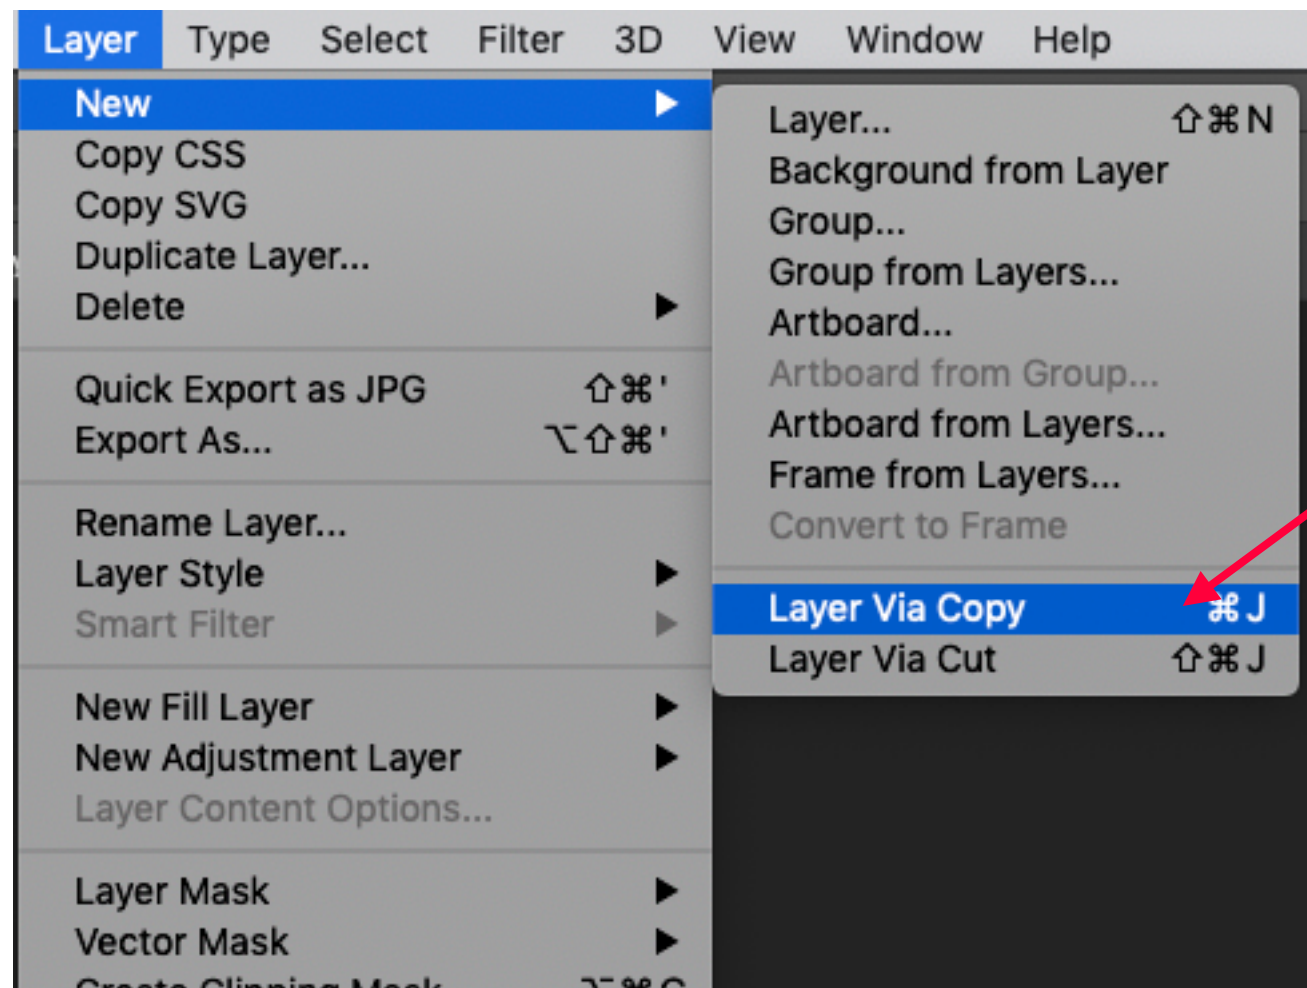 Layer Type Select Filter 3D View Window Help
New ▶
Copy CSS
Copy SVG
Duplicate Layer...
Delete ▶
Quick Export as JPG ⇧⌘'
Export As... ⌥⇧⌘'
Rename Layer...
Layer Style ▶
Smart Filter ▶
New Fill Layer ▶
New Adjustment Layer ▶
Layer Content Options...
Layer Mask ▶
Vector Mask ▶
Create Clipping Mask ⌥⌘G
Layer... ⇧⌘N
Background from Layer
Group...
Group from Layers...
Artboard...
Artboard from Group...
Artboard from Layers...
Frame from Layers...
Convert to Frame
Layer Via Copy ⌘J
Layer Via Cut ⇧⌘J